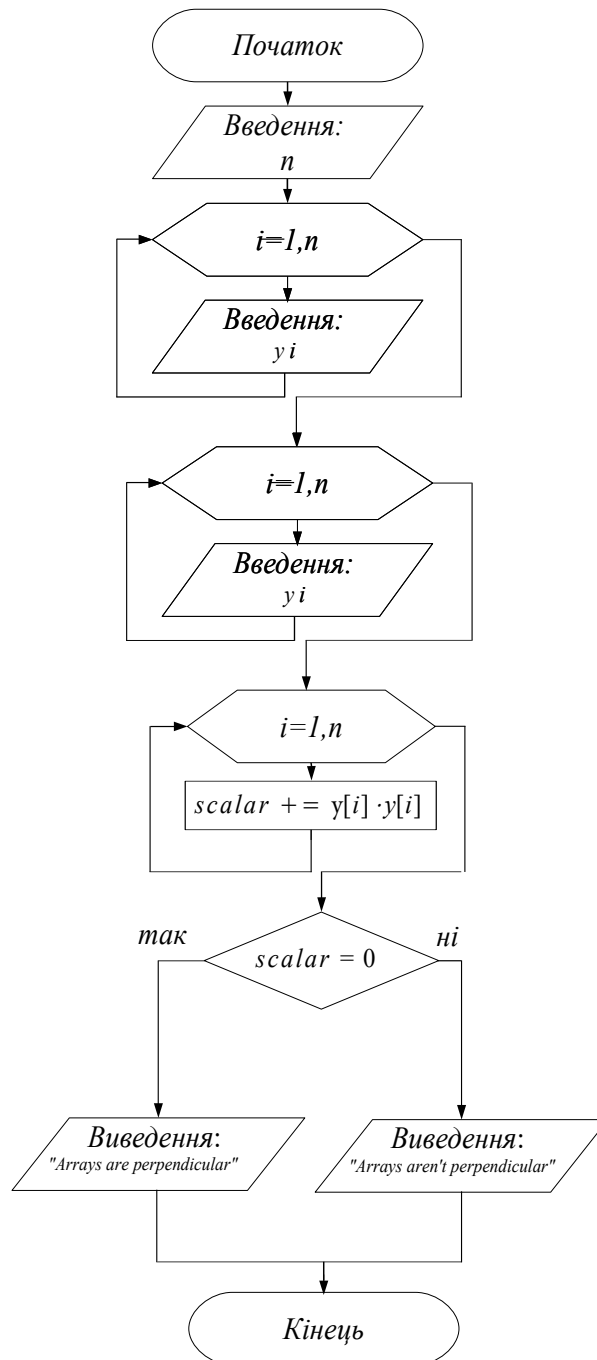 Початок
Введення:
n
i=1,n
Введення:
y i
i=1,n
Введення:
y i
i=1,n
scalar += y[i] ·y[i]
так
ні
scalar = 0
Виведення:
"Arrays are perpendicular"
Виведення:
"Arrays aren't perpendicular"
Кінець